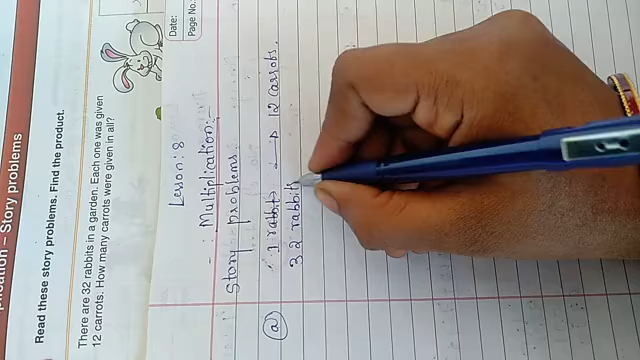 plication – Story problems
Read these story problems. Find the product.
There are 32 rabbits in a garden. Each one was given
12 carrots. How many carrots were given in all?
Date:
Page No.
Lesson: 8
-: Multiplication:-
Story problems.
(a) 1 rabbit → 12 carrots.
32 rabbits